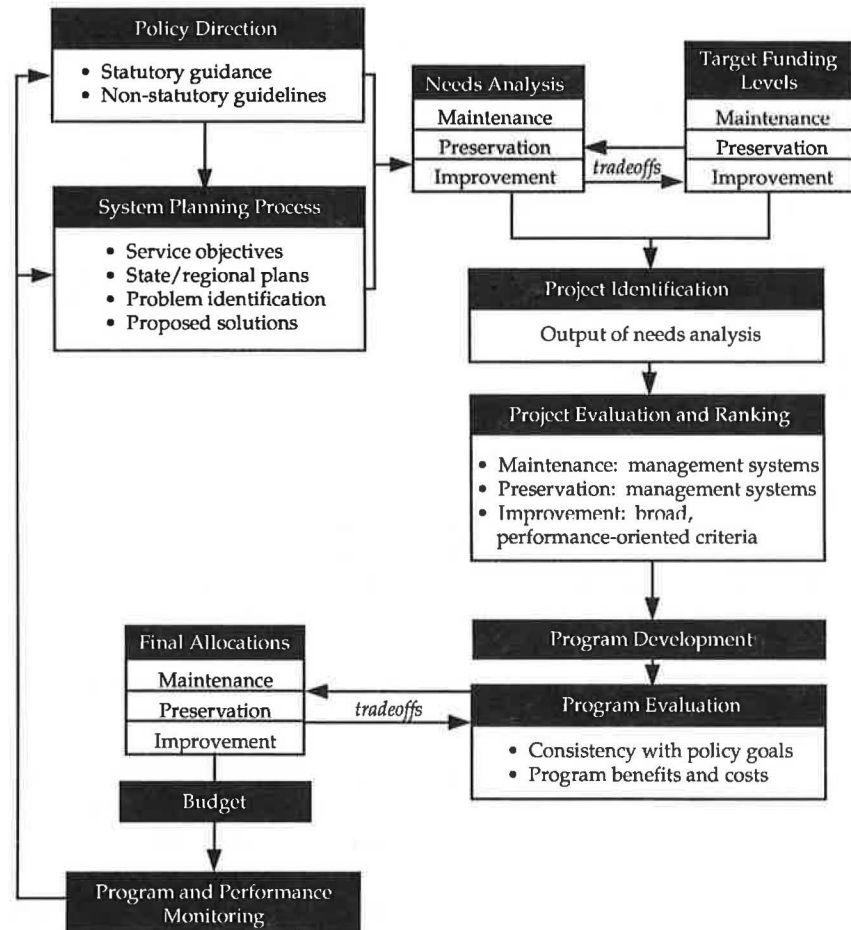 Policy Direction
• Statutory guidance
• Non-statutory guidelines
System Planning Process
• Service objectives
• State/regional plans
• Problem identification
• Proposed solutions
Needs Analysis
Maintenance
Preservation
Improvement
tradeoffs
Target Funding
Levels
Maintenance
Preservation
Improvement
Project Identification
Output of needs analysis
Project Evaluation and Ranking
• Maintenance: management systems
• Preservation: management systems
• Improvement: broad,
performance-oriented criteria
Program Development
Program Evaluation
• Consistency with policy goals
• Program benefits and costs
tradeoffs
Final Allocations
Maintenance
Preservation
Improvement
Budget
Program and Performance
Monitoring